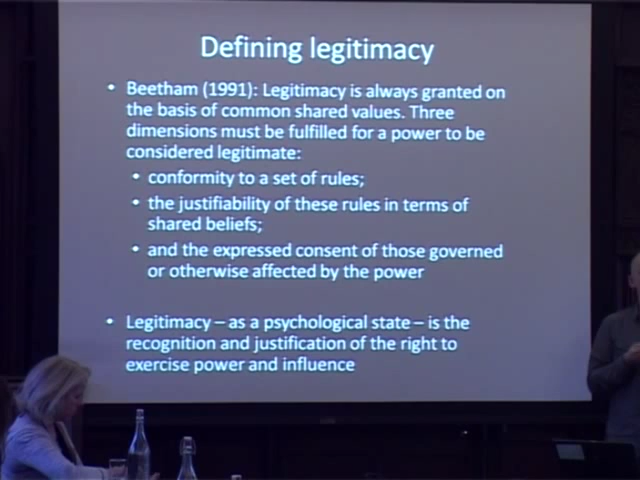 Defining legitimacy
• Beetham (1991): Legitimacy is always granted on
the basis of common shared values. Three
dimensions must be fulfilled for a power to be
considered legitimate:
• conformity to a set of rules;
• the justifiability of these rules in terms of
shared beliefs;
• and the expressed consent of those governed
or otherwise affected by the power
• Legitimacy – as a psychological state – is the
recognition and justification of the right to
exercise power and influence